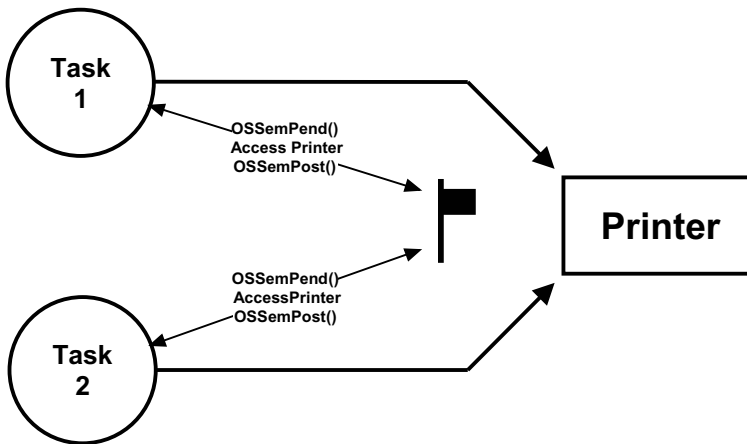 Task
1
OSSemPend()
Access Printer
OSSemPost()
Printer
OSSemPend()
AccessPrinter
OSSemPost()
Task
2